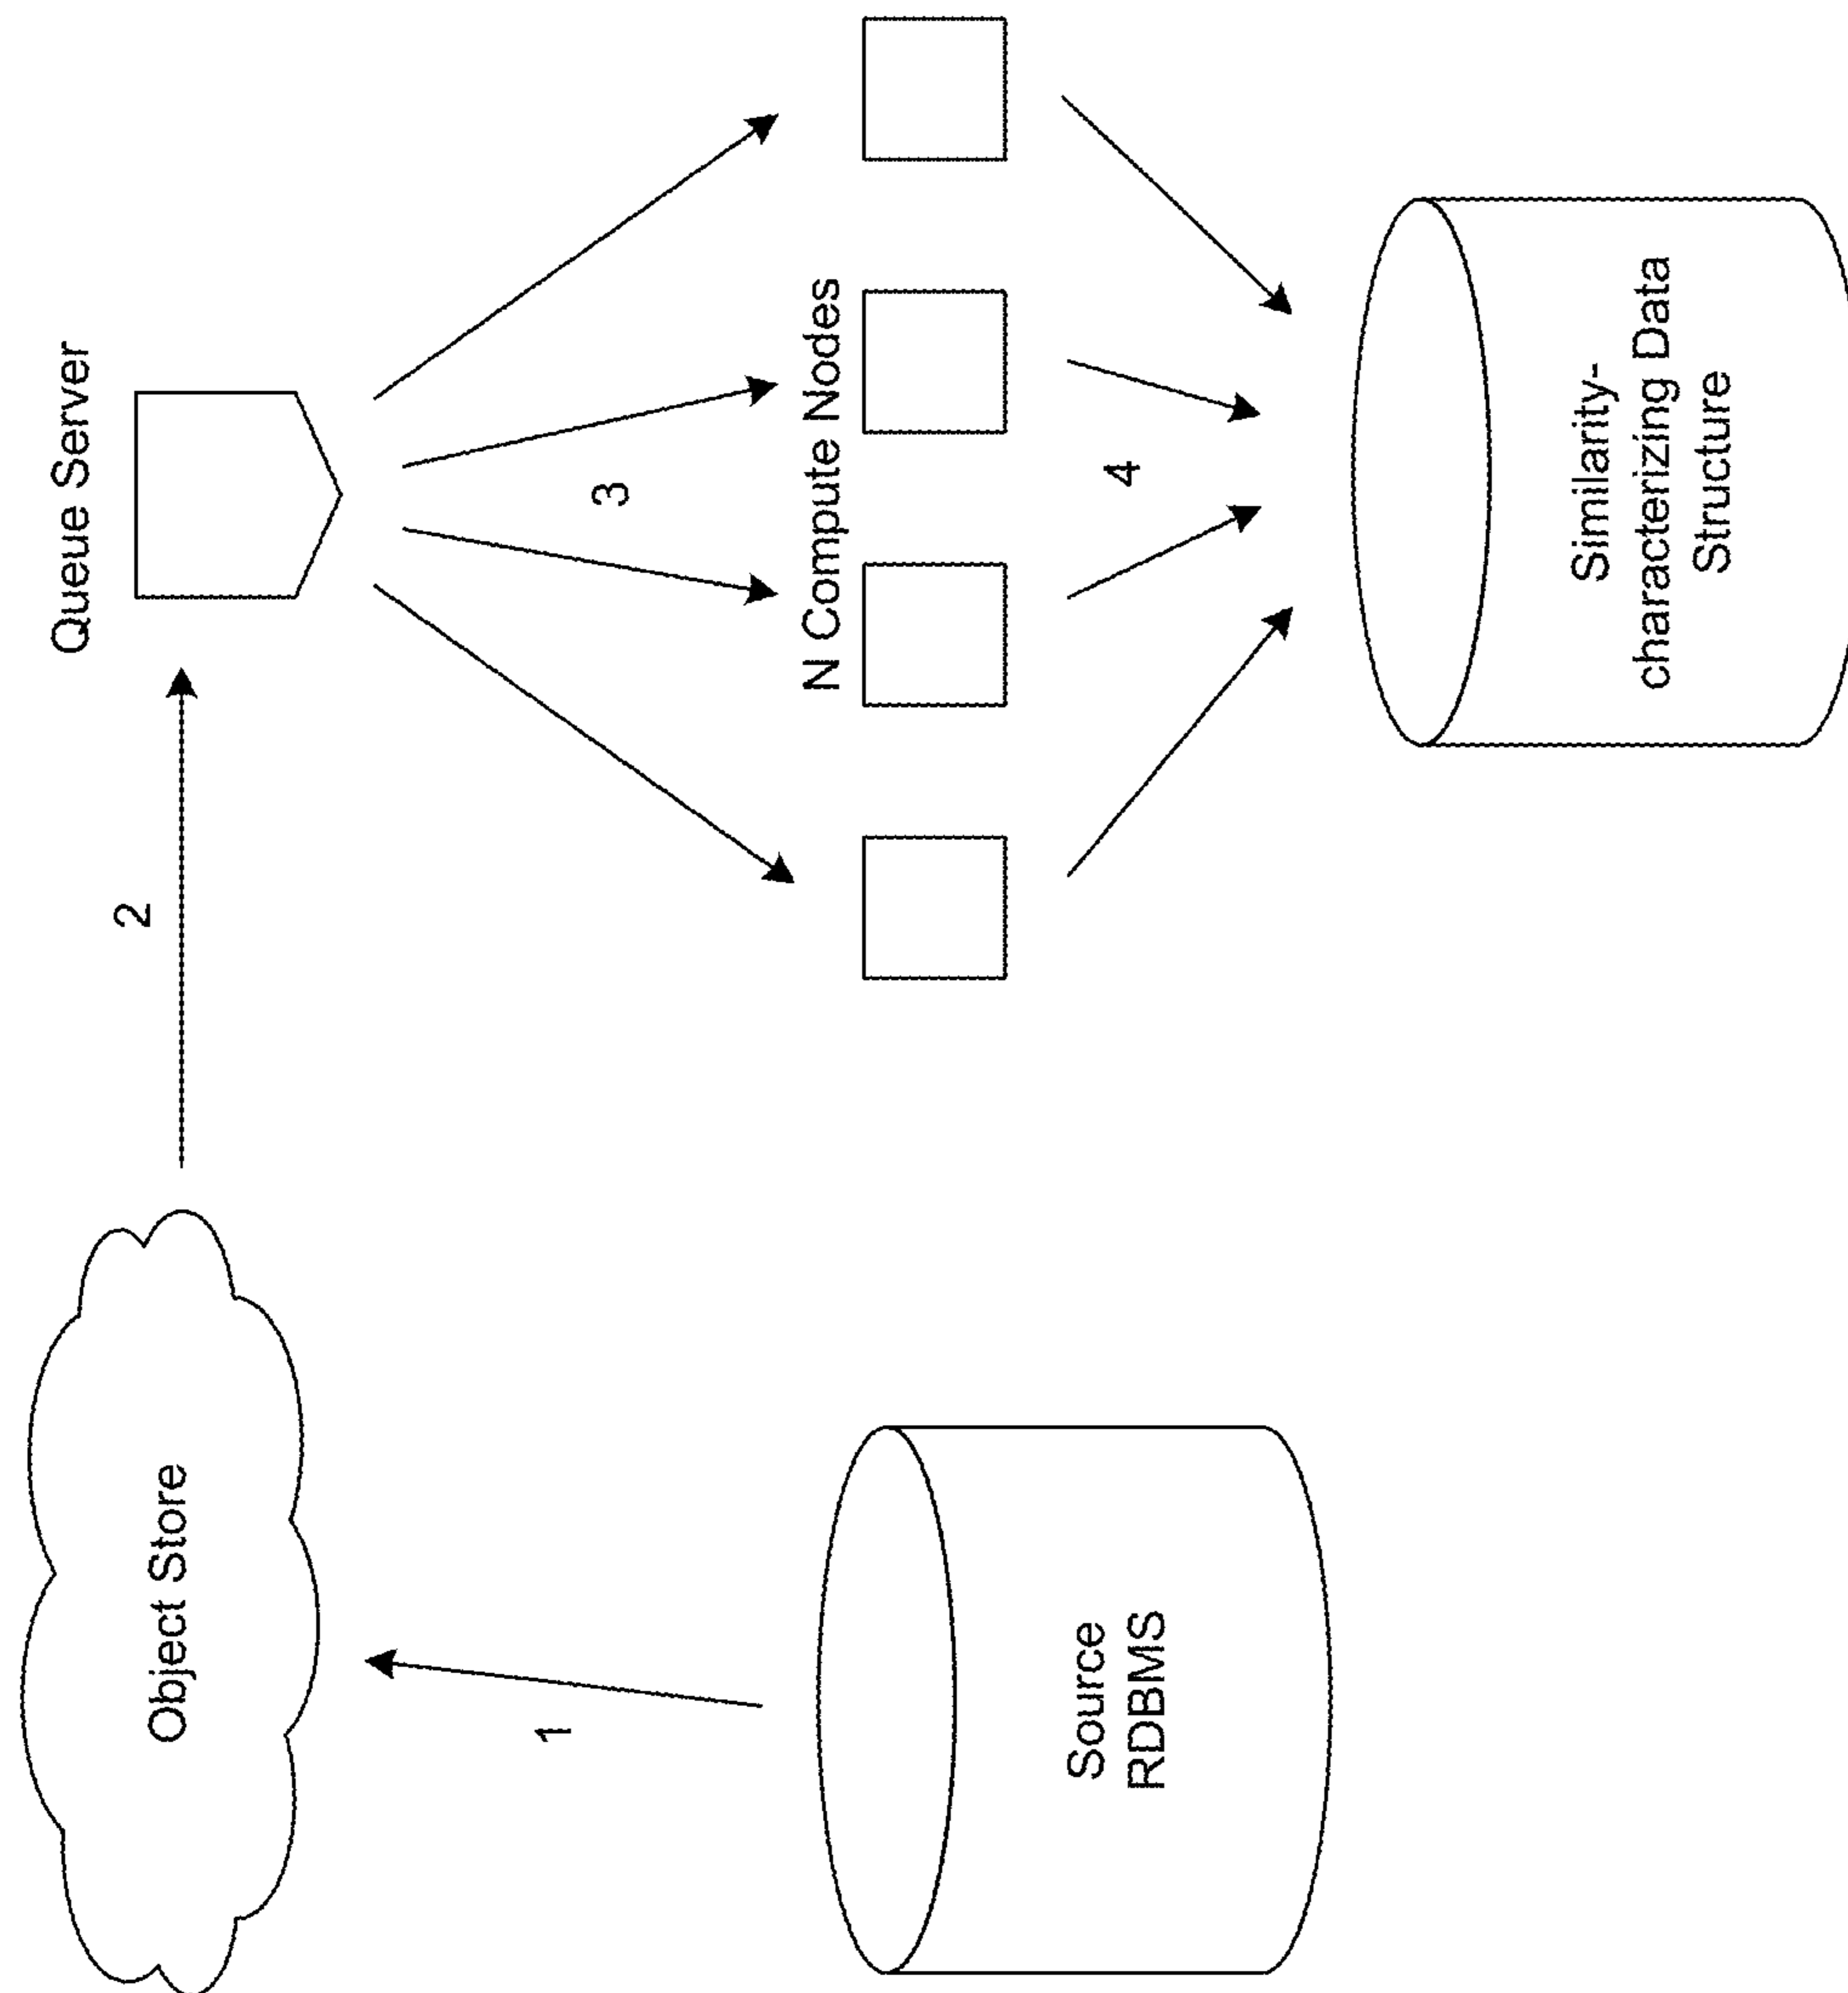 Object Store
1
Source
RDBMS
2
Queue Server
3
N Compute Nodes
4
Similarity-
characterizing Data
Structure